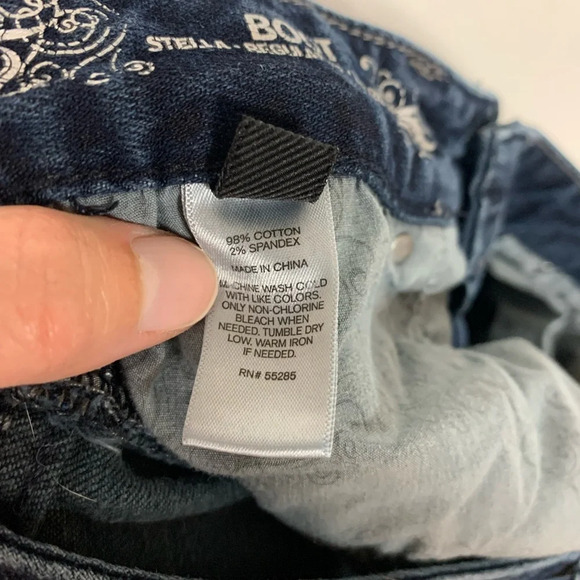 STELLA - REGULAR
98% COTTON
2% SPANDEX
MADE IN CHINA
MACHINE WASH COLD
WITH LIKE COLORS.
ONLY NON-CHLORINE
BLEACH WHEN
NEEDED. TUMBLE DRY
LOW, WARM IRON
IF NEEDED.
RN# 55285